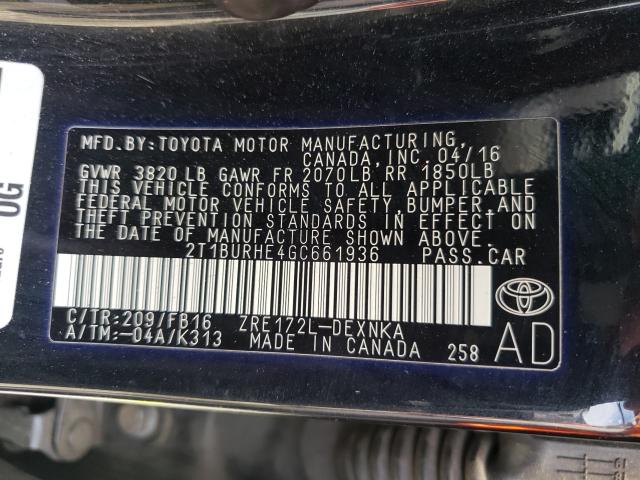 MFD.BY:TOYOTA MOTOR MANUFACTURING,
CANADA, INC. 04/16
GVWR 3820 LB GAWR FR 2070LB RR 1850LB
THIS VEHICLE CONFORMS TO ALL APPLICABLE
FEDERAL MOTOR VEHICLE SAFETY, BUMPER, AND
THEFT PREVENTION STANDARDS IN EFFECT ON
THE DATE OF MANUFACTURE SHOWN ABOVE.
2T1BURHE4GC661936 PASS.CAR
C/TR:209/FB16 ZRE172L-DEXNKA
A/TM:-04A/K313 MADE IN CANADA 258
AD
OG